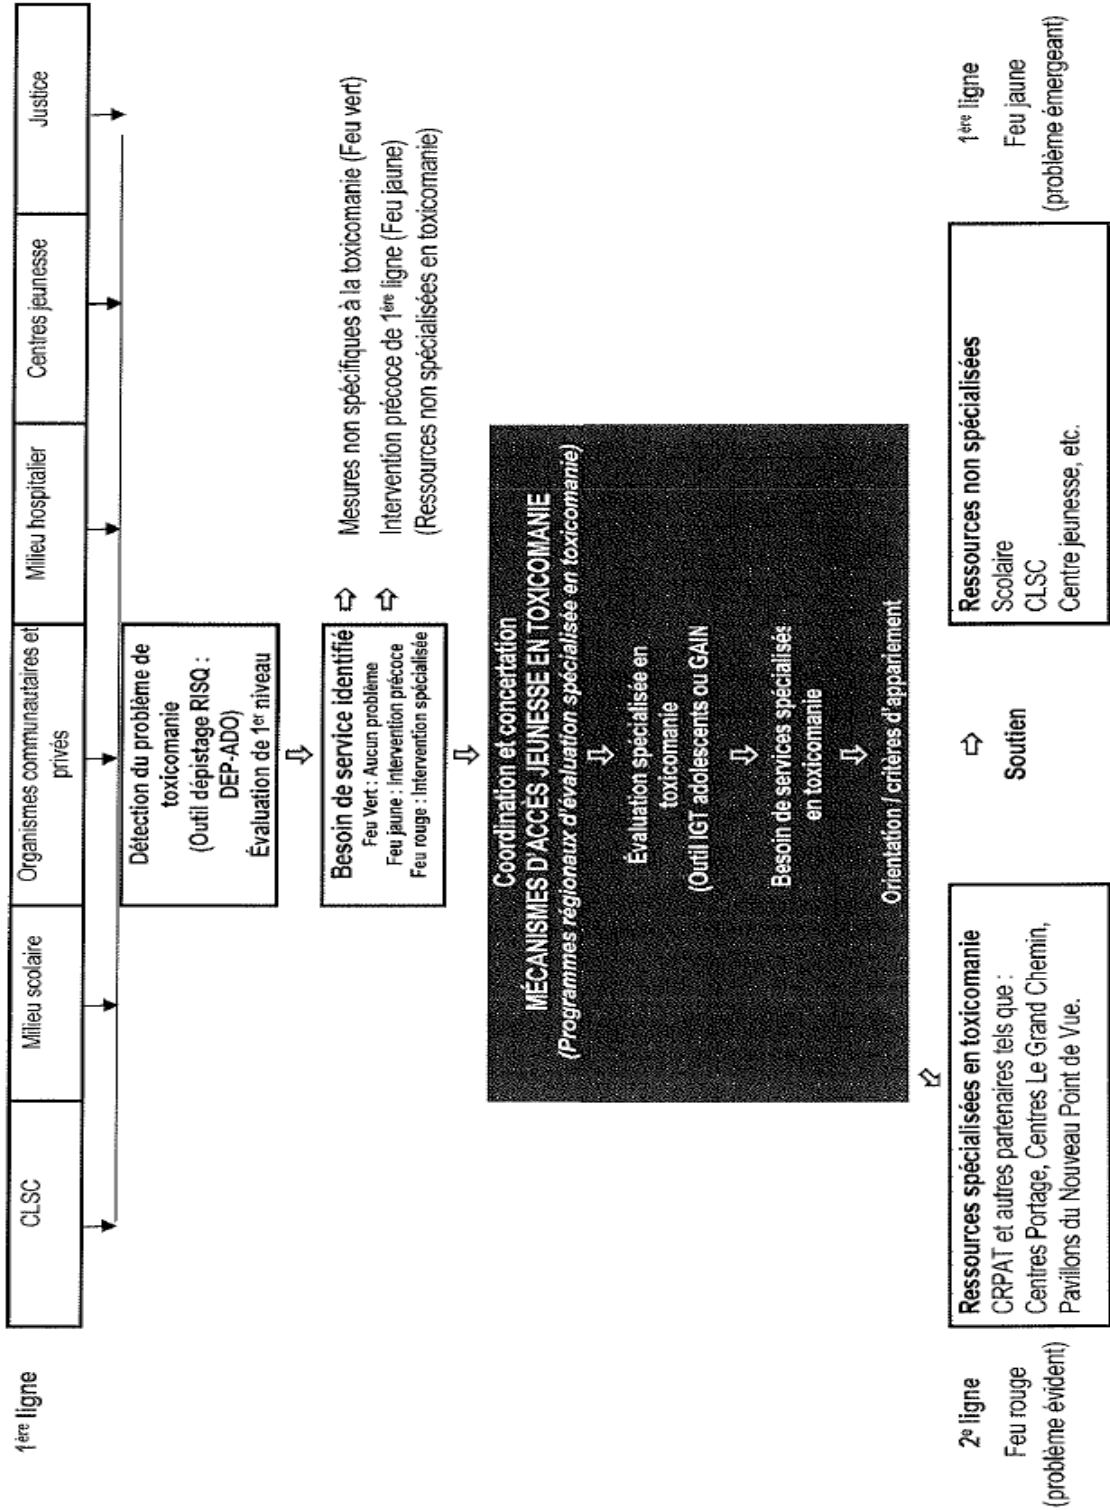 1ère ligne
CLSC
Milieu scolaire
Organismes communautaires et
privés
Milieu hospitalier
Centres jeunesse
Justice
Détection du problème de
toxicomanie
(Outil dépistage RISQ :
DEP-ADO)
Évaluation de 1er niveau
Besoin de service identifié
Feu Vert : Aucun problème
Feu jaune : Intervention précoce
Feu rouge : Intervention spécialisée
Mesures non spécifiques à la toxicomanie (Feu vert)
Intervention précoce de 1ère ligne (Feu jaune)
(Ressources non spécialisées en toxicomanie)
Coordination et concertation
MÉCANISMES D'ACCÈS JEUNESSE EN TOXICOMANIE
(Programmes régionaux d'évaluation spécialisée en toxicomanie)
Évaluation spécialisée en
toxicomanie
(Outil IGT adolescents ou GAIN
Besoin de services spécialisés
en toxicomanie
Orientation / critères d'appariement
2e ligne
Feu rouge
(problème évident)
Ressources spécialisées en toxicomanie
CRPAT et autres partenaires tels que :
Centres Portage, Centres Le Grand Chemin,
Pavillons du Nouveau Point de Vue.
Soutien
Ressources non spécialisées
Scolaire
CLSC
Centre jeunesse, etc.
1ère ligne
Feu jaune
(problème émergeant)